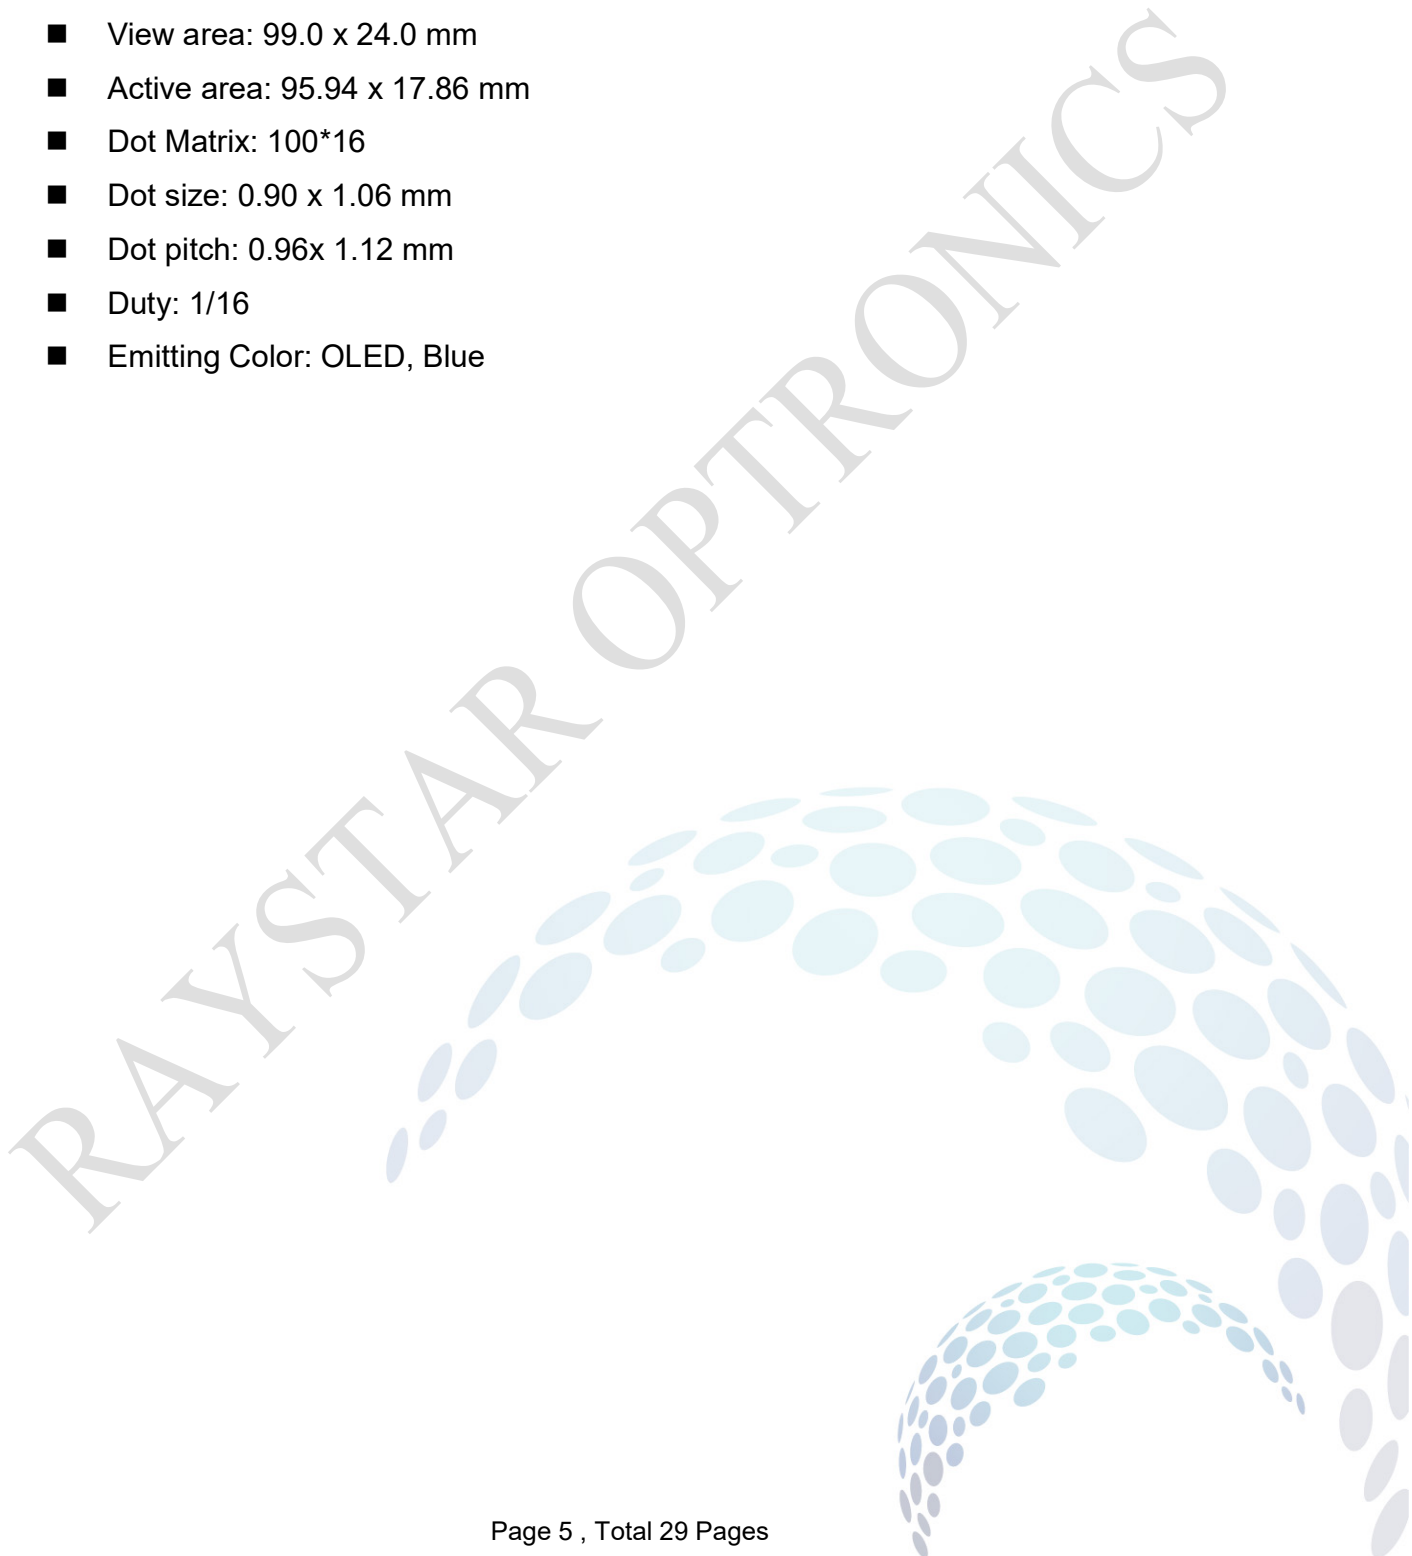 ■ View area: 99.0 x 24.0 mm
■ Active area: 95.94 x 17.86 mm
■ Dot Matrix: 100*16
■ Dot size: 0.90 x 1.06 mm
■ Dot pitch: 0.96x 1.12 mm
■ Duty: 1/16
■ Emitting Color: OLED, Blue
RAYSTAR OPTRONICS
Page 5 , Total 29 Pages